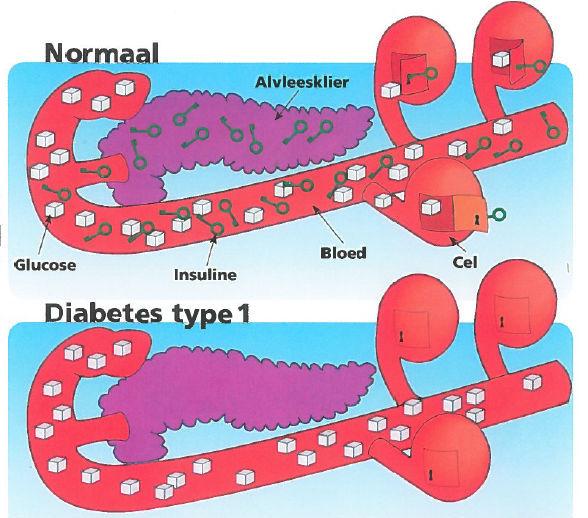 Normaal
Alvleesklier
Glucose
Insuline
Bloed
Cel
Diabetes type 1